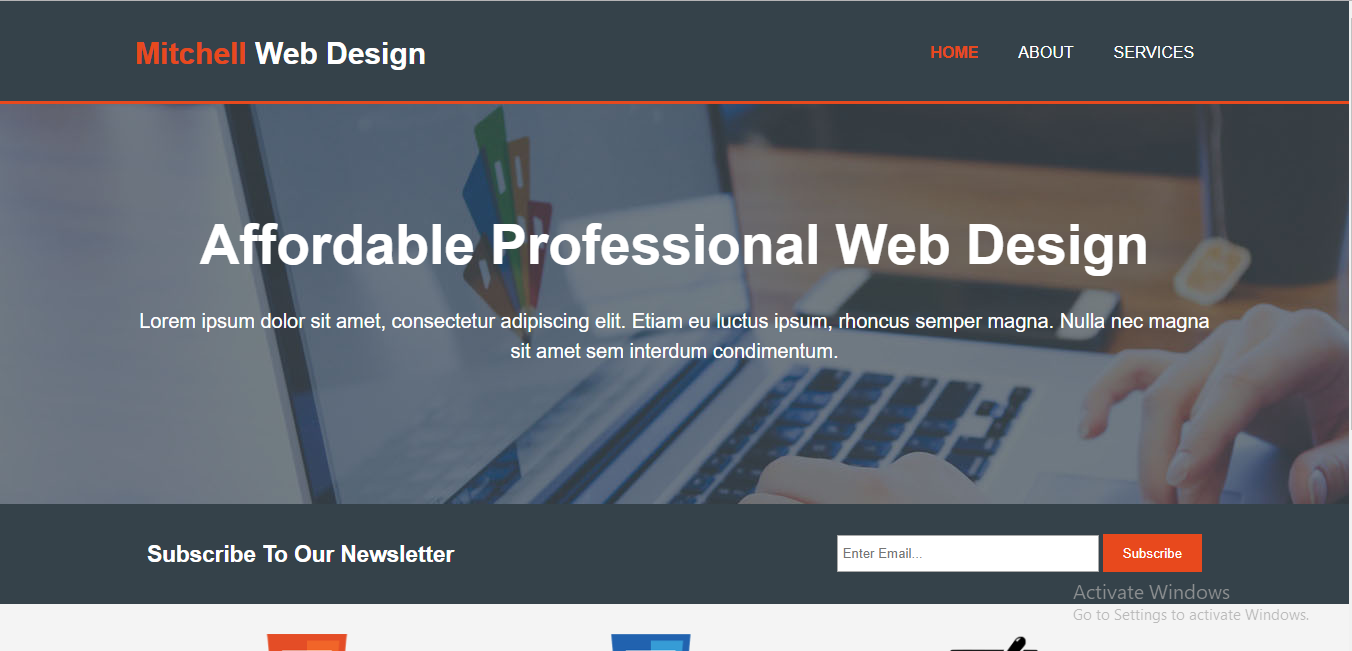 Mitchell Web Design
HOME ABOUT SERVICES
Affordable Professional Web Design
Lorem ipsum dolor sit amet, consectetur adipiscing elit. Etiam eu luctus ipsum, rhoncus semper magna. Nulla nec magna
sit amet sem interdum condimentum.
Subscribe To Our Newsletter
Enter Email...
Subscribe
Activate Windows
Go to Settings to activate Windows.